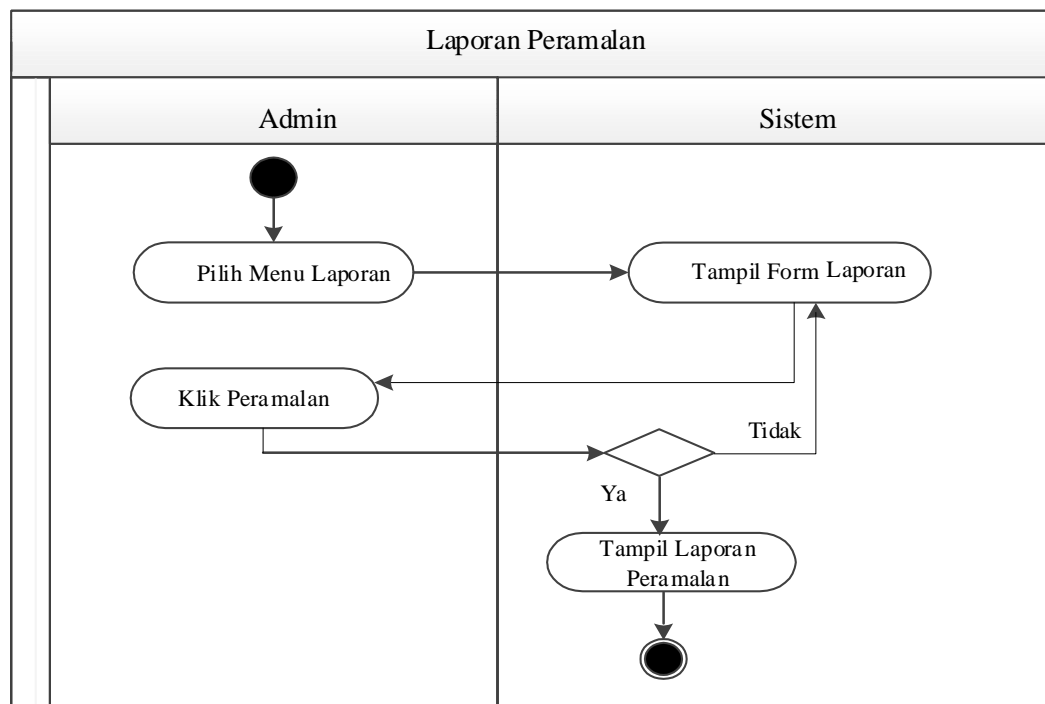 Laporan Peramalan
Admin
Sistem
Pilih Menu Laporan
Tampil Form Laporan
Klik Peramalan
Tidak
Ya
Tampil Laporan
Peramalan